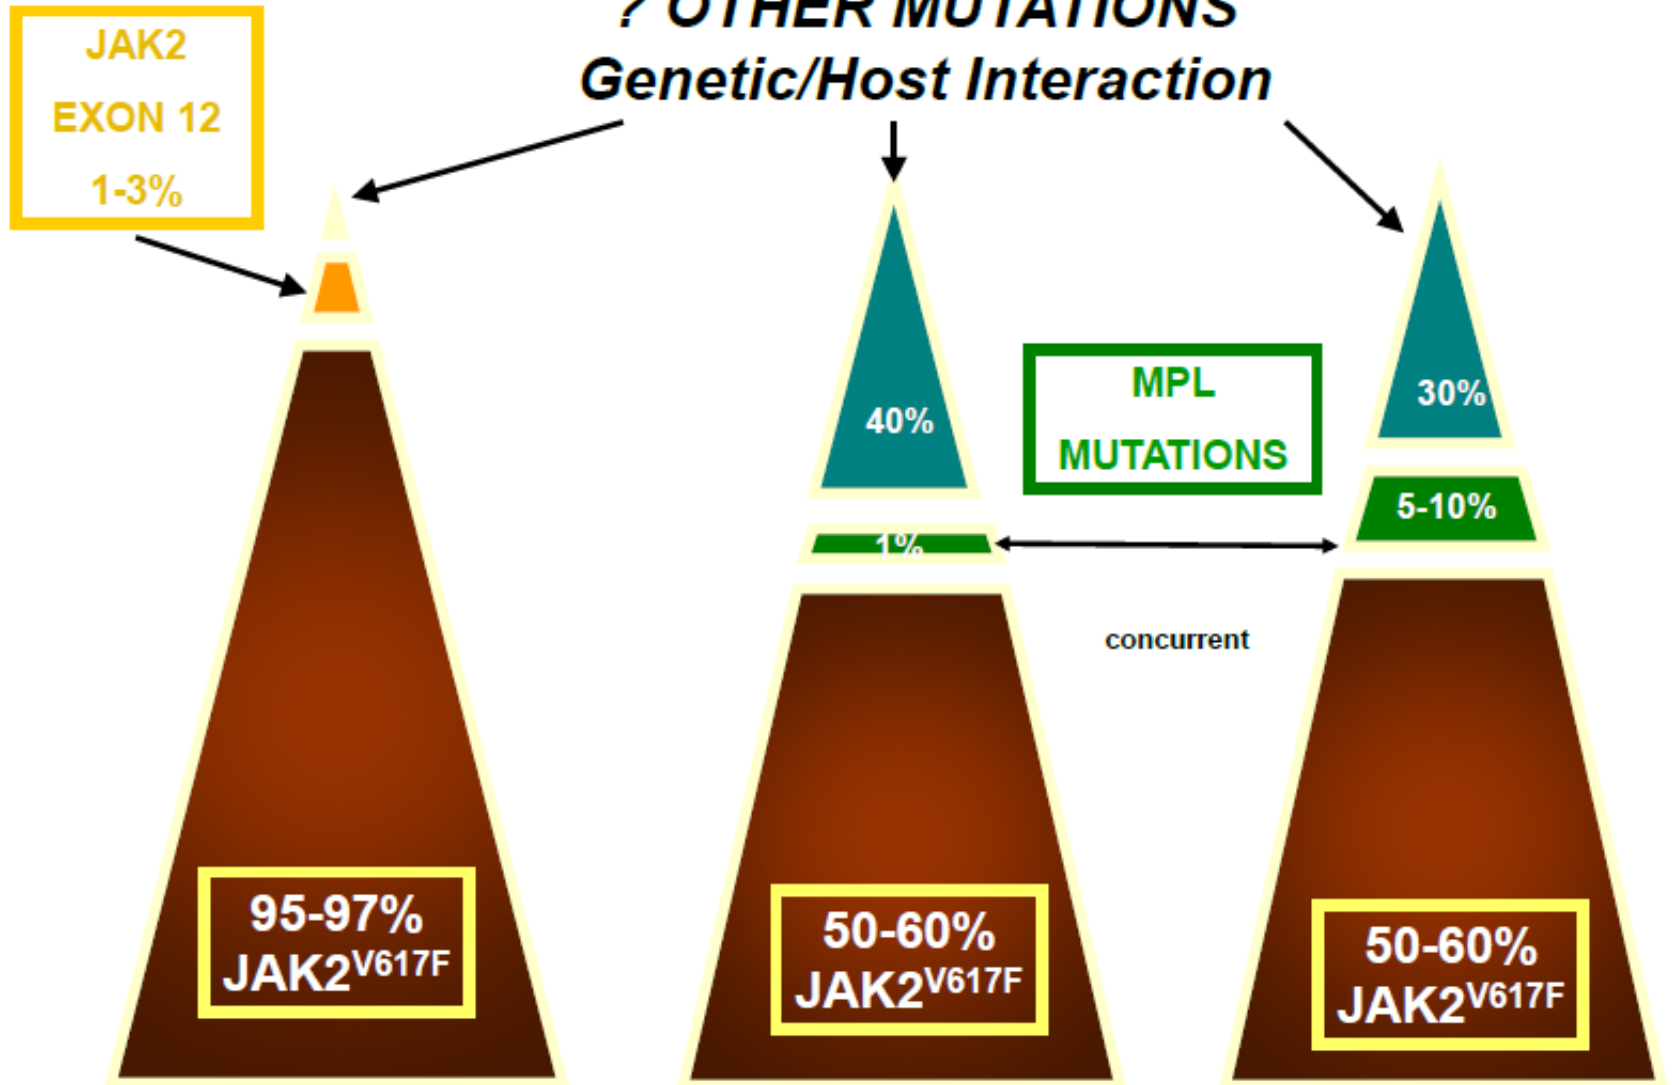 ? OTHER MUTATIONS
Genetic/Host Interaction
JAK2
EXON 12
1-3%
40%
30%
MPL
MUTATIONS
5-10%
1%
concurrent
95-97%
JAK2V617F
50-60%
JAK2V617F
50-60%
JAK2V617F